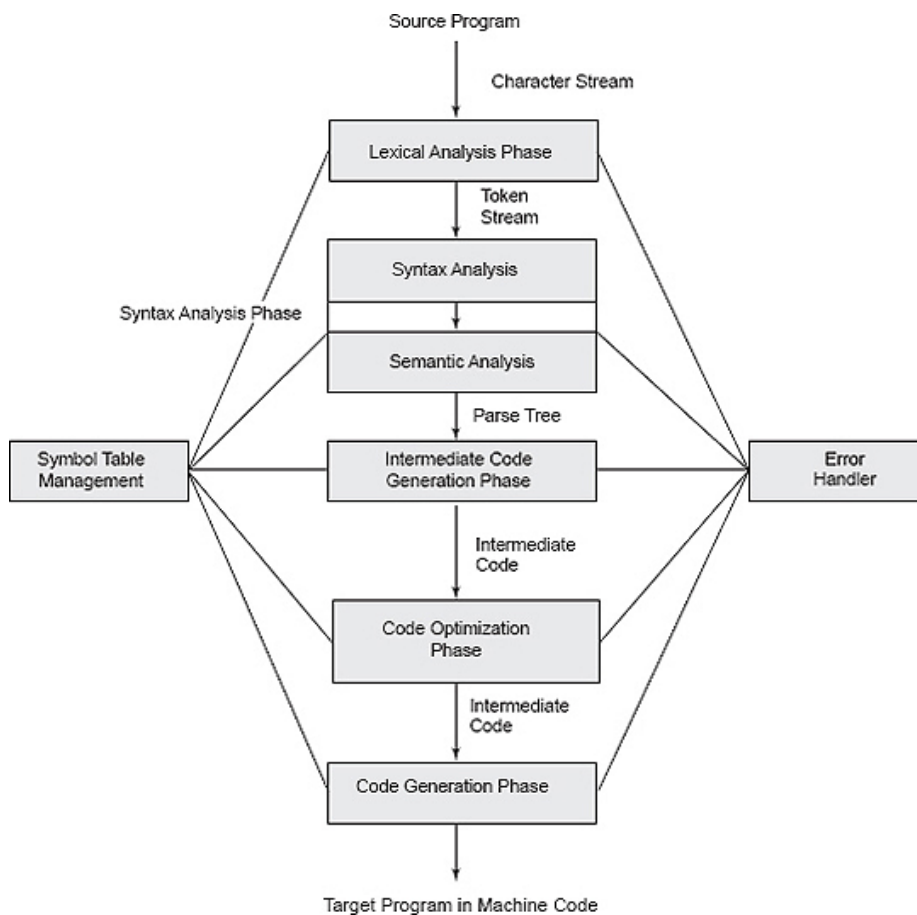 Source Program
Character Stream
Lexical Analysis Phase
Token
Stream
Syntax Analysis
Syntax Analysis Phase
Semantic Analysis
Parse Tree
Symbol Table
Management
Intermediate Code
Generation Phase
Error
Handler
Intermediate
Code
Code Optimization
Phase
Intermediate
Code
Code Generation Phase
Target Program in Machine Code